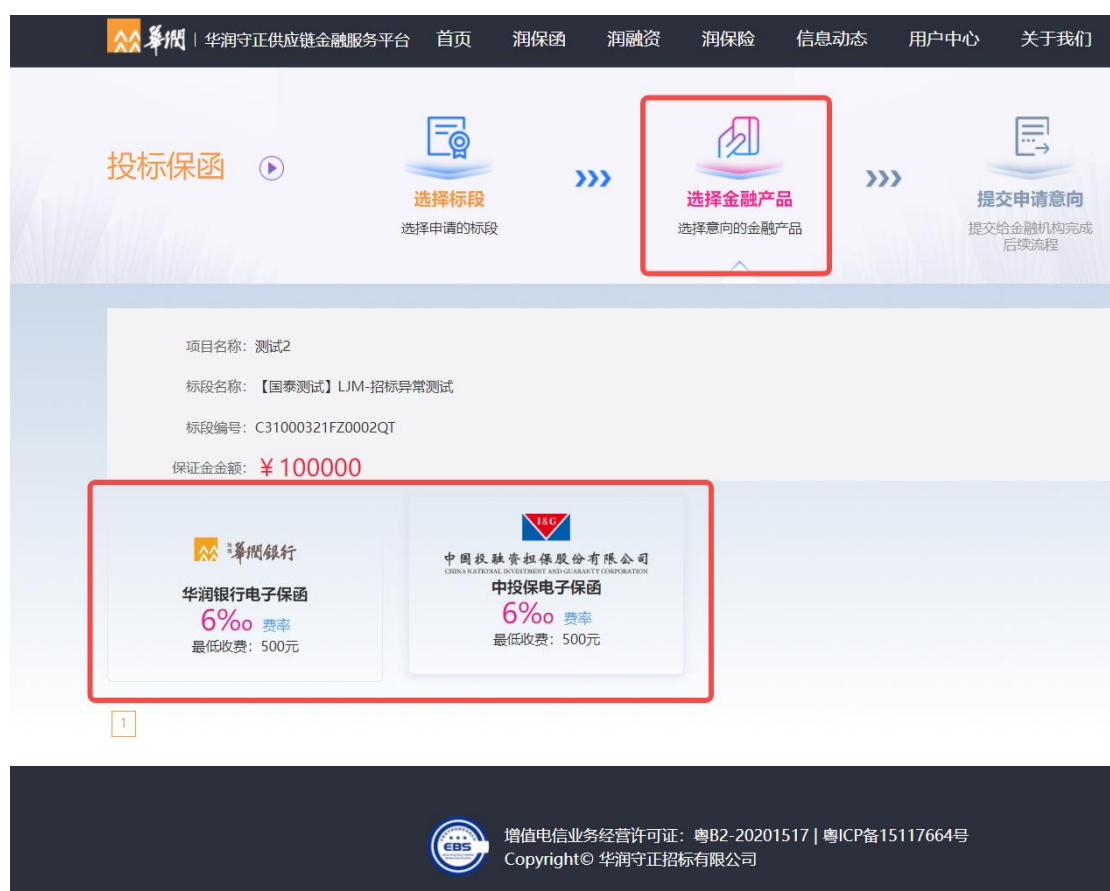 華潤 | 华润守正供应链金融服务平台 首页 润保函 润融资 润保险 信息动态 用户中心 关于我们
投标保函
选择标段
选择申请的标段
选择金融产品
选择意向的金融产品
提交申请意向
提交给金融机构完成
后续流程
项目名称: 测试2
标段名称: 【国泰测试】LJM-招标异常测试
标段编号: C31000321FZ0002QT
保证金金额: ¥100000
華潤銀行
华润银行电子保函
6‰ 费率
最低收费: 500元
I&G
中国投融资担保股份有限公司
CHINA NATIONAL INVESTMENT AND GUARANTY CORPORATION
中投保电子保函
6‰ 费率
最低收费: 500元
1
EBS
增值电信业务经营许可证: 粤B2-20201517 | 粤ICP备15117664号
Copyright© 华润守正招标有限公司